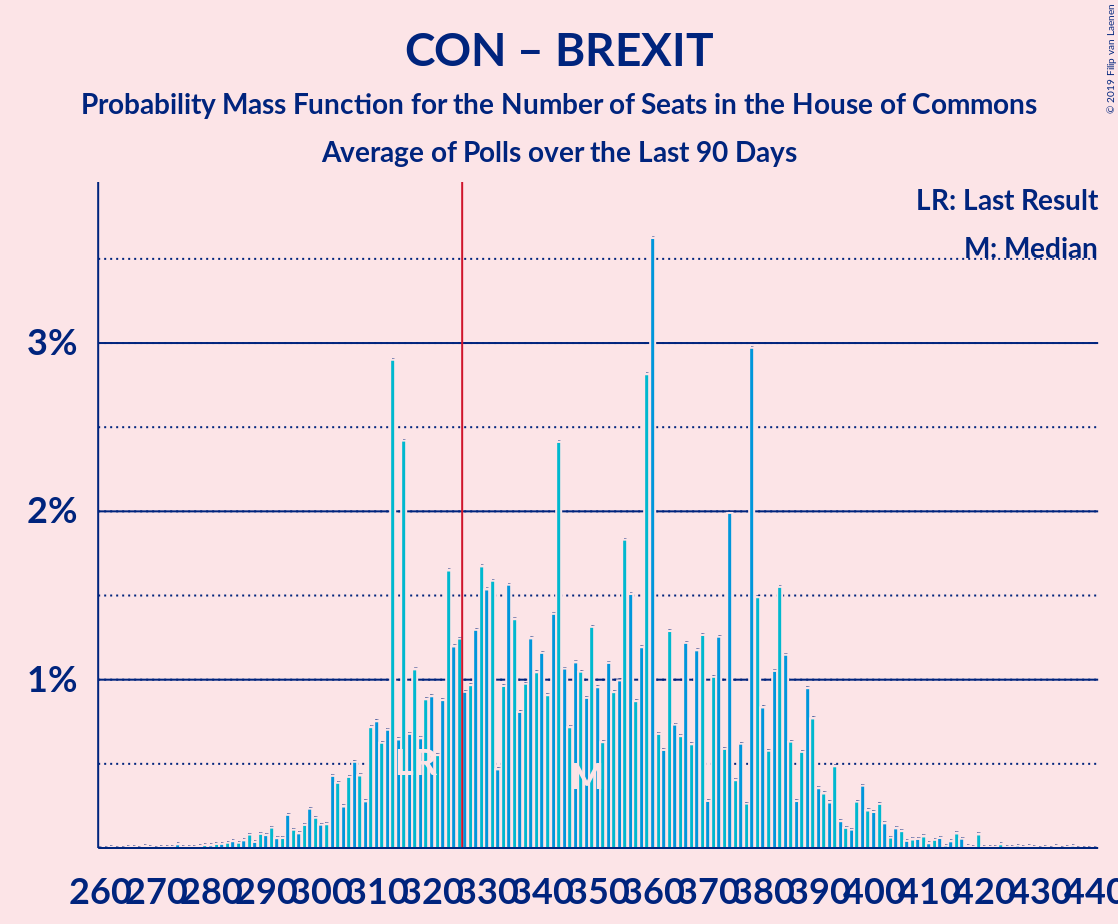 CON – BREXIT
Probability Mass Function for the Number of Seats in the House of Commons
Average of Polls over the Last 90 Days
© 2019 Filip van Laenen
LR: Last Result
M: Median
3%
2%
1%
LR
M
260 270 280 290 300 310 320 330 340 350 360 370 380 390 400 410 420 430 440